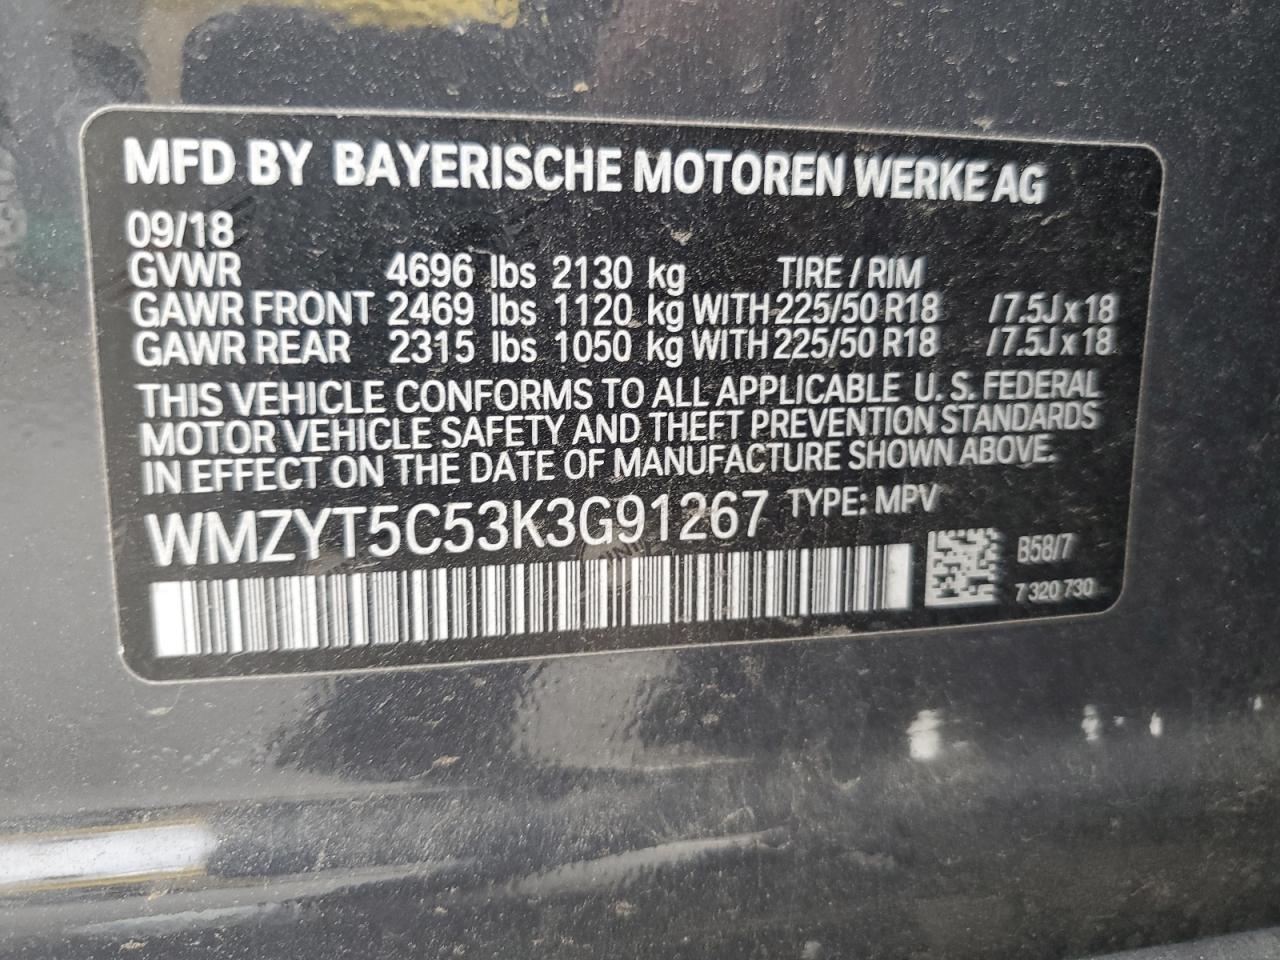 MFD BY BAYERISCHE MOTOREN WERKE AG
09/18
GVWR 4696 lbs 2130 kg TIRE / RIM
GAWR FRONT 2469 lbs 1120 kg WITH 225/50 R18 /7.5J x 18
GAWR REAR 2315 lbs 1050 kg WITH 225/50 R18 /7.5J x 18
THIS VEHICLE CONFORMS TO ALL APPLICABLE U. S. FEDERAL
MOTOR VEHICLE SAFETY AND THEFT PREVENTION STANDARDS
IN EFFECT ON THE DATE OF MANUFACTURE SHOWN ABOVE.
WMZYT5C53K3G91267 TYPE: MPV
B58/7
7 320 730